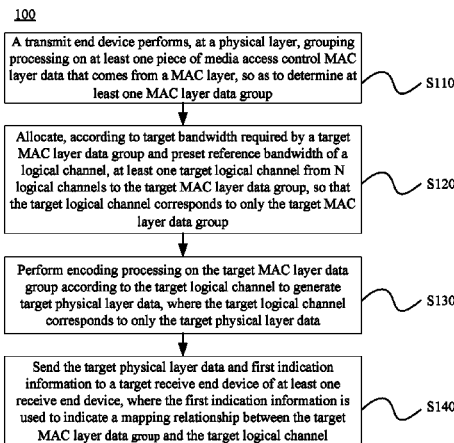 100
A transmit end device performs, at a physical layer, grouping
processing on at least one piece of media access control MAC
layer data that comes from a MAC layer, so as to determine at
least one MAC layer data group
S110
Allocate, according to target bandwidth required by a target
MAC layer data group and preset reference bandwidth of a
logical channel, at least one target logical channel from N
logical channels to the target MAC layer data group, so that
the target logical channel corresponds to only the target MAC
layer data group
S120
Perform encoding processing on the target MAC layer data
group according to the target logical channel to generate
target physical layer data, where the target logical channel
corresponds to only the target physical layer data
S130
Send the target physical layer data and first indication
information to a target receive end device of at least one
receive end device, where the first indication information is
used to indicate a mapping relationship between the target
MAC layer data group and the target logical channel
S140